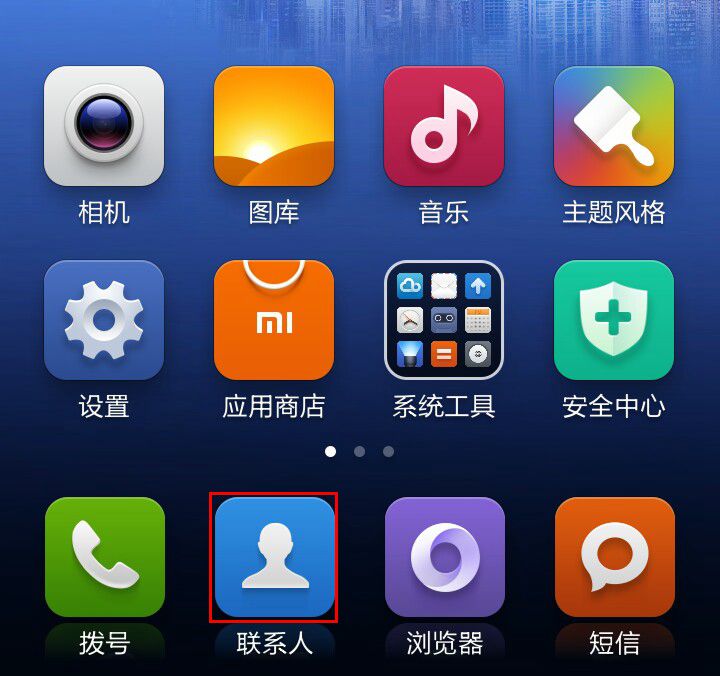 相机
图库
音乐
主题风格
mi
设置
应用商店
系统工具
安全中心
拨号
联系人
浏览器
短信